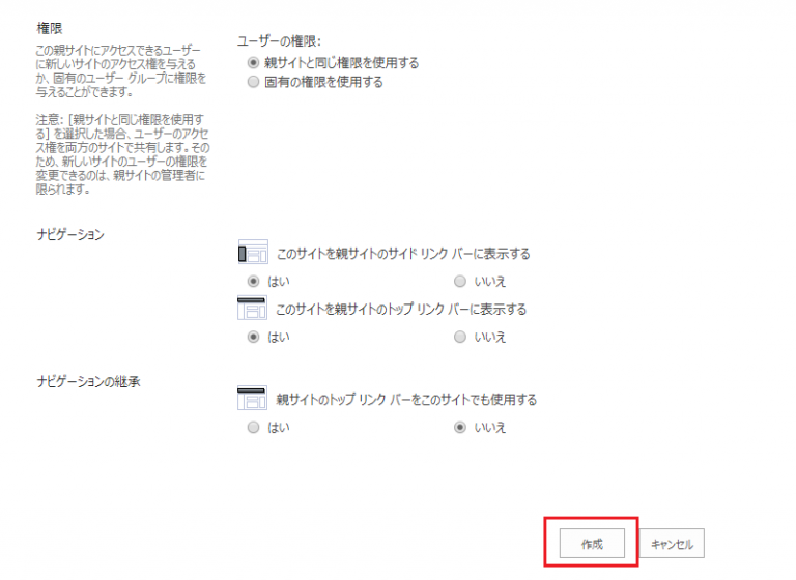 権限
この親サイトにアクセスできるユーザー
に新しいサイトのアクセス権を与える
か、固有のユーザー グループに権限を
与えることができます。
注意: [親サイトと同じ権限を使用す
る] を選択した場合、ユーザーのアクセ
ス権を両方のサイトで共有します。その
ため、新しいサイトのユーザーの権限を
変更できるのは、親サイトの管理者に
限られます。
ユーザーの権限:
親サイトと同じ権限を使用する
固有の権限を使用する
ナビゲーション
このサイトを親サイトのサイド リンク バーに表示する
はい いいえ
このサイトを親サイトのトップ リンク バーに表示する
はい いいえ
ナビゲーションの継承
親サイトのトップ リンク バーをこのサイトでも使用する
はい いいえ
作成 キャンセル